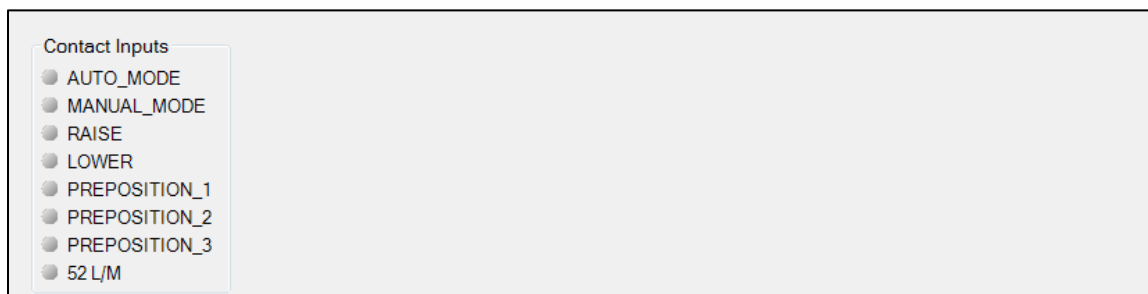 Contact Inputs
AUTO_MODE
MANUAL_MODE
RAISE
LOWER
PREPOSITION_1
PREPOSITION_2
PREPOSITION_3
52 L/M